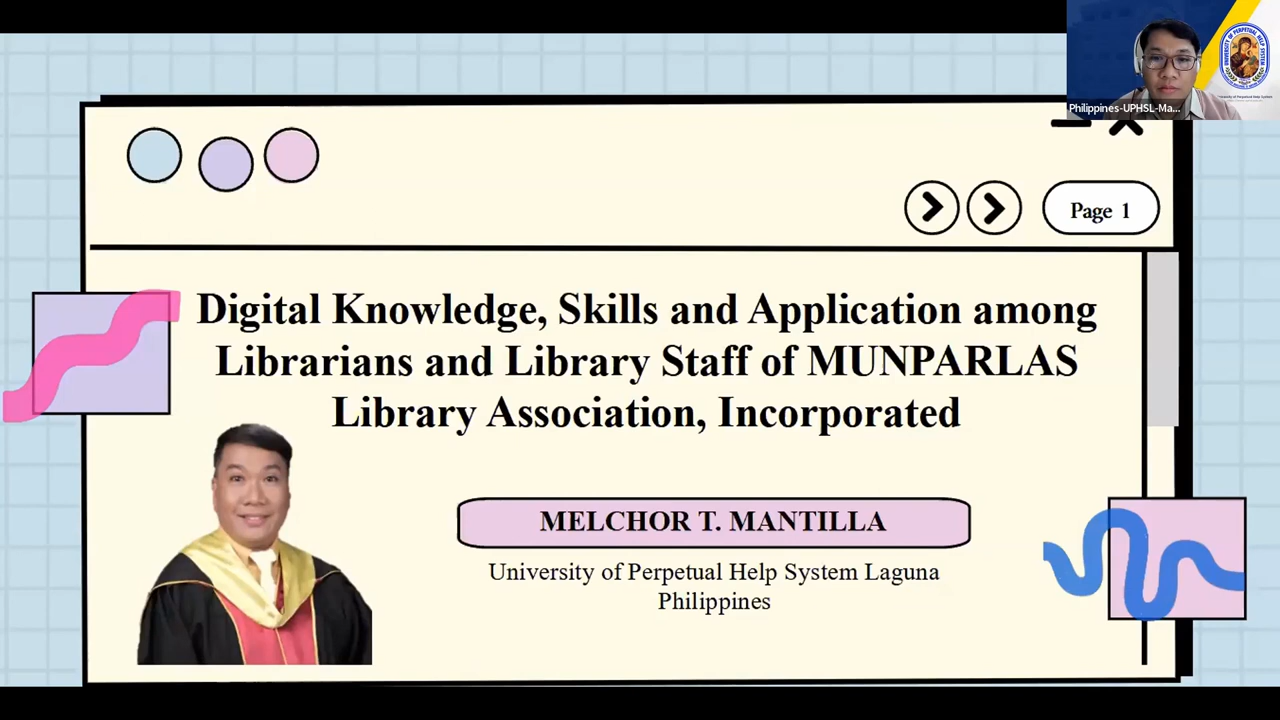 Philippines-UPHSL-Ma...
Page 1
Digital Knowledge, Skills and Application among
Librarians and Library Staff of MUNPARLAS
Library Association, Incorporated
MELCHOR T. MANTILLA
University of Perpetual Help System Laguna
Philippines